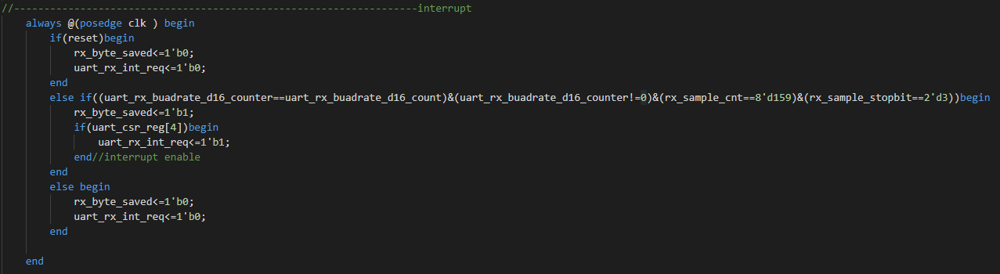 //---------------------------------------------------------------------interrupt
always @(posedge clk ) begin
if(reset)begin
rx_byte_saved<=1'b0;
uart_rx_int_req<=1'b0;
end
else if((uart_rx_buadrate_d16_counter==uart_rx_buadrate_d16_count)&(uart_rx_buadrate_d16_counter!=0)&(rx_sample_cnt==8'd159)&(rx_sample_stopbit==2'd3))begin
rx_byte_saved<=1'b1;
if(uart_csr_reg[4])begin
uart_rx_int_req<=1'b1;
end//interrupt enable
end
else begin
rx_byte_saved<=1'b0;
uart_rx_int_req<=1'b0;
end
end